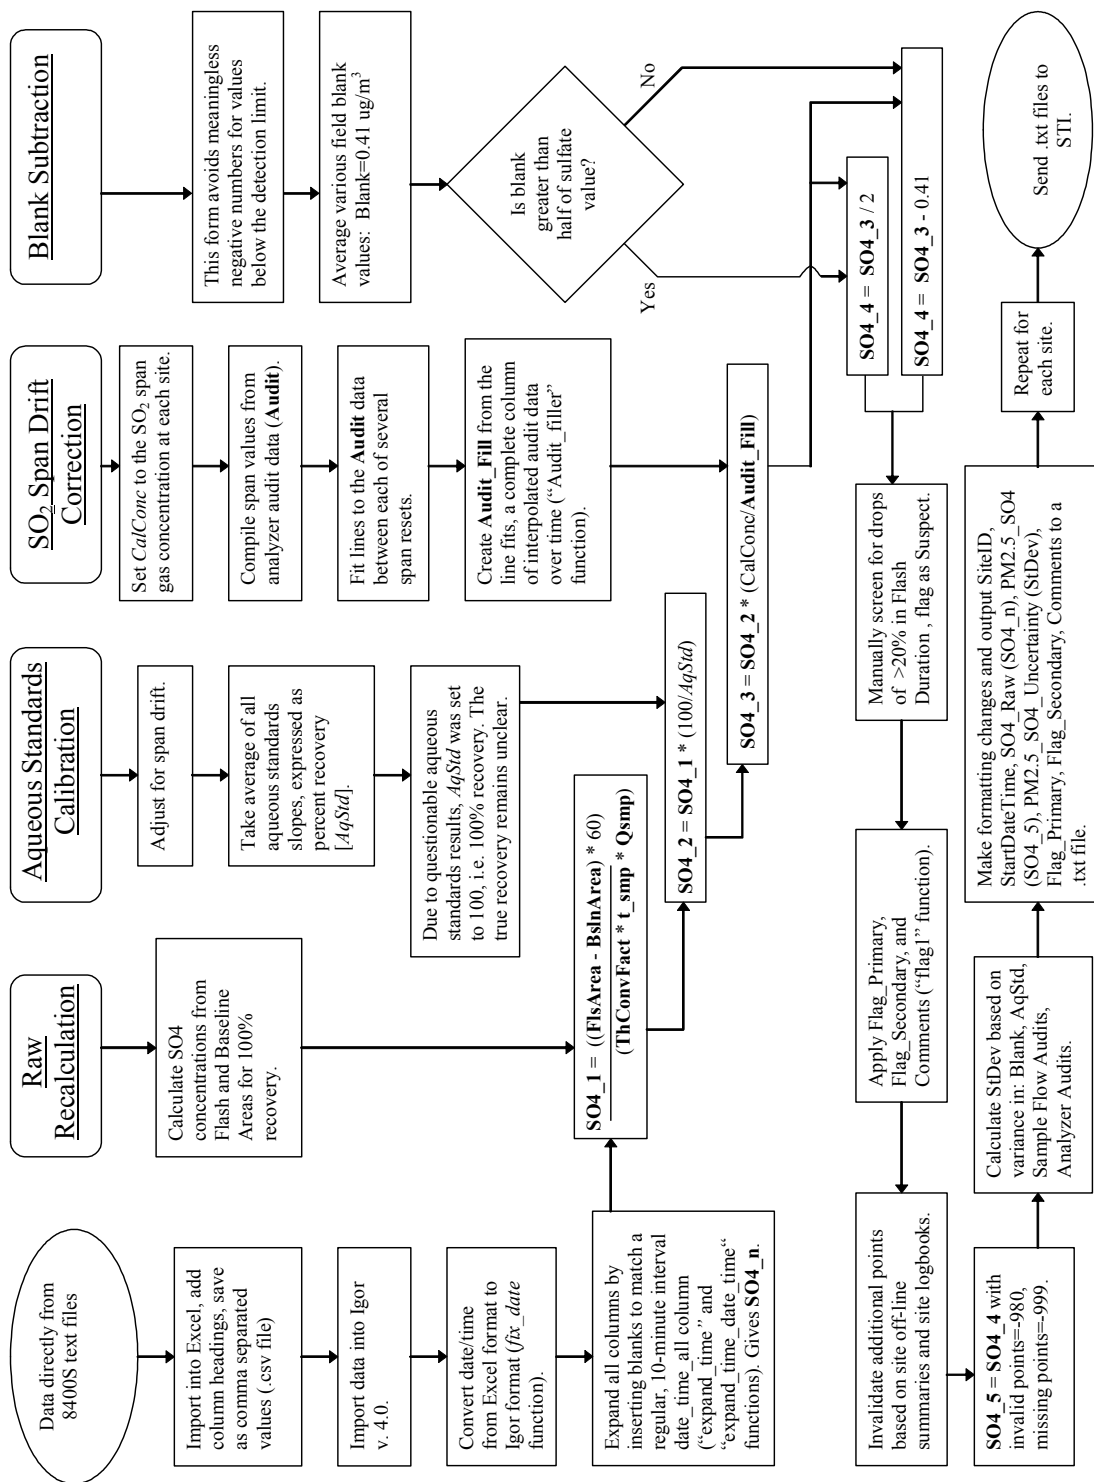 Data directly from
8400S text files
Import into Excel, add
column headings, save
as comma separated
values (.csv file)
Import data into Igor
v. 4.0.
Convert date/time
from Excel format to
Igor format (/fix_date
function).
Expand all columns by
inserting blanks to match a
regular, 10-minute interval
date_time_all column
(“expand_time” and
“expand_time_date_time“
functions). Gives SO4_n.
Raw
Recalculation
Calculate SO4
concentrations from
Flash and Baseline
Areas for 100%
recovery.
SO4_1 = ((FlsArea - BslnArea) * 60)
(ThConvFact * t_smp * Qsmp)
Aqueous Standards
Calibration
Adjust for span drift.
Take average of all
aqueous standards
slopes, expressed as
percent recovery
[AqStd].
Due to questionable aqueous
standards results, AqStd was set
to 100, i.e. 100% recovery. The
true recovery remains unclear.
SO4_2 = SO4_1 * (100/AqStd)
SO2 Span Drift
Correction
Set CalConc to the SO2 span
gas concentration at each site.
Compile span values from
analyzer audit data (Audit).
Fit lines to the Audit data
between each of several
span resets.
Create Audit_Fill from the
line fits, a complete column
of interpolated audit data
over time (“Audit_filler”
function).
SO4_3 = SO4_2 * (CalConc/Audit_Fill)
Blank Subtraction
This form avoids meaningless
negative numbers for values
below the detection limit.
Average various field blank
values: Blank=0.41 ug/m3
Is blank
greater than
half of sulfate
value?
Yes
No
SO4_4 = SO4_3 / 2
SO4_4 = SO4_3 - 0.41
Manually screen for drops
of >20% in Flash
Duration , flag as Suspect.
Apply Flag_Primary,
Flag_Secondary, and
Comments (“flag1” function).
Invalidate additional points
based on site off-line
summaries and site logbooks.
SO4_5 = SO4_4 with
invalid points=-980,
missing points=-999.
Calculate StDev based on
variance in: Blank, AqStd,
Sample Flow Audits,
Analyzer Audits.
Make formatting changes and output SiteID,
StartDateTime, SO4_Raw (SO4_n), PM2.5_SO4
(SO4_5), PM2.5_SO4_Uncertainty (StDev),
Flag_Primary, Flag_Secondary, Comments to a
.txt file.
Repeat for
each site.
Send .txt files to
STI.